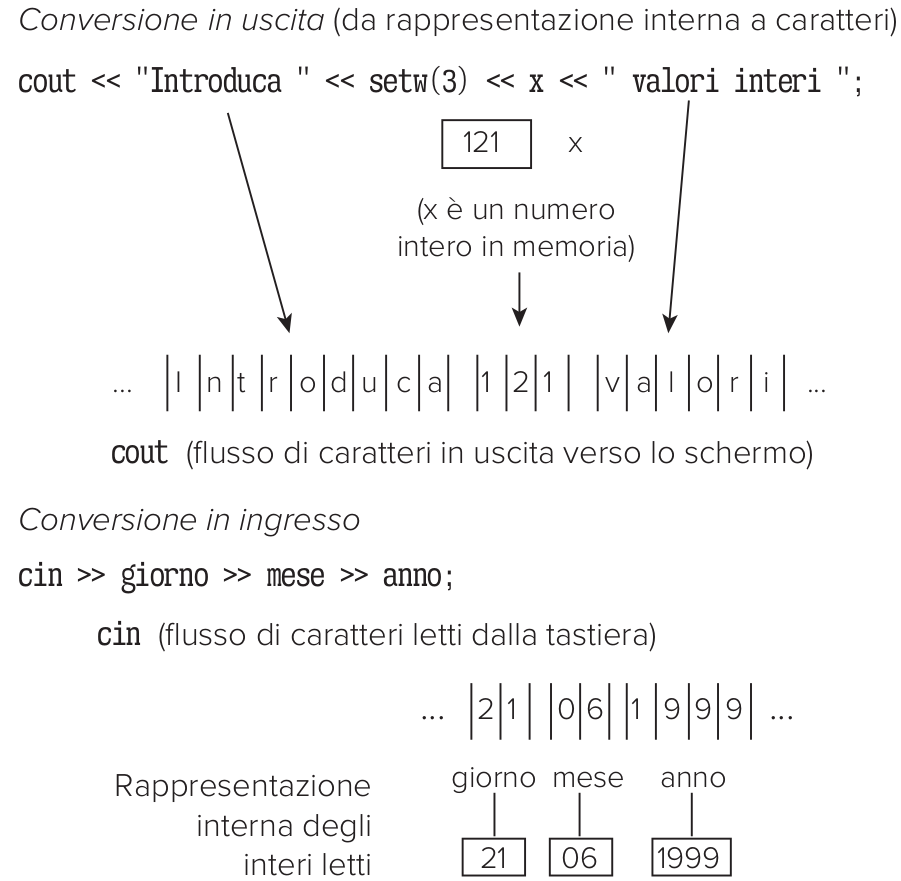 Conversione in uscita (da rappresentazione interna a caratteri)
cout << "Introduca " << setw(3) << x << " valori interi ";
121 x
(x è un numero
intero in memoria)
... |I|n|t|r|o|d|u|c|a| |1|2|1| |v|a|l|o|r|i| ...
cout (flusso di caratteri in uscita verso lo schermo)
Conversione in ingresso
cin >> giorno >> mese >> anno;
cin (flusso di caratteri letti dalla tastiera)
... |2|1| |0|6| |1|9|9|9| ...
Rappresentazione
interna degli
interi letti
giorno mese anno
21 06 1999